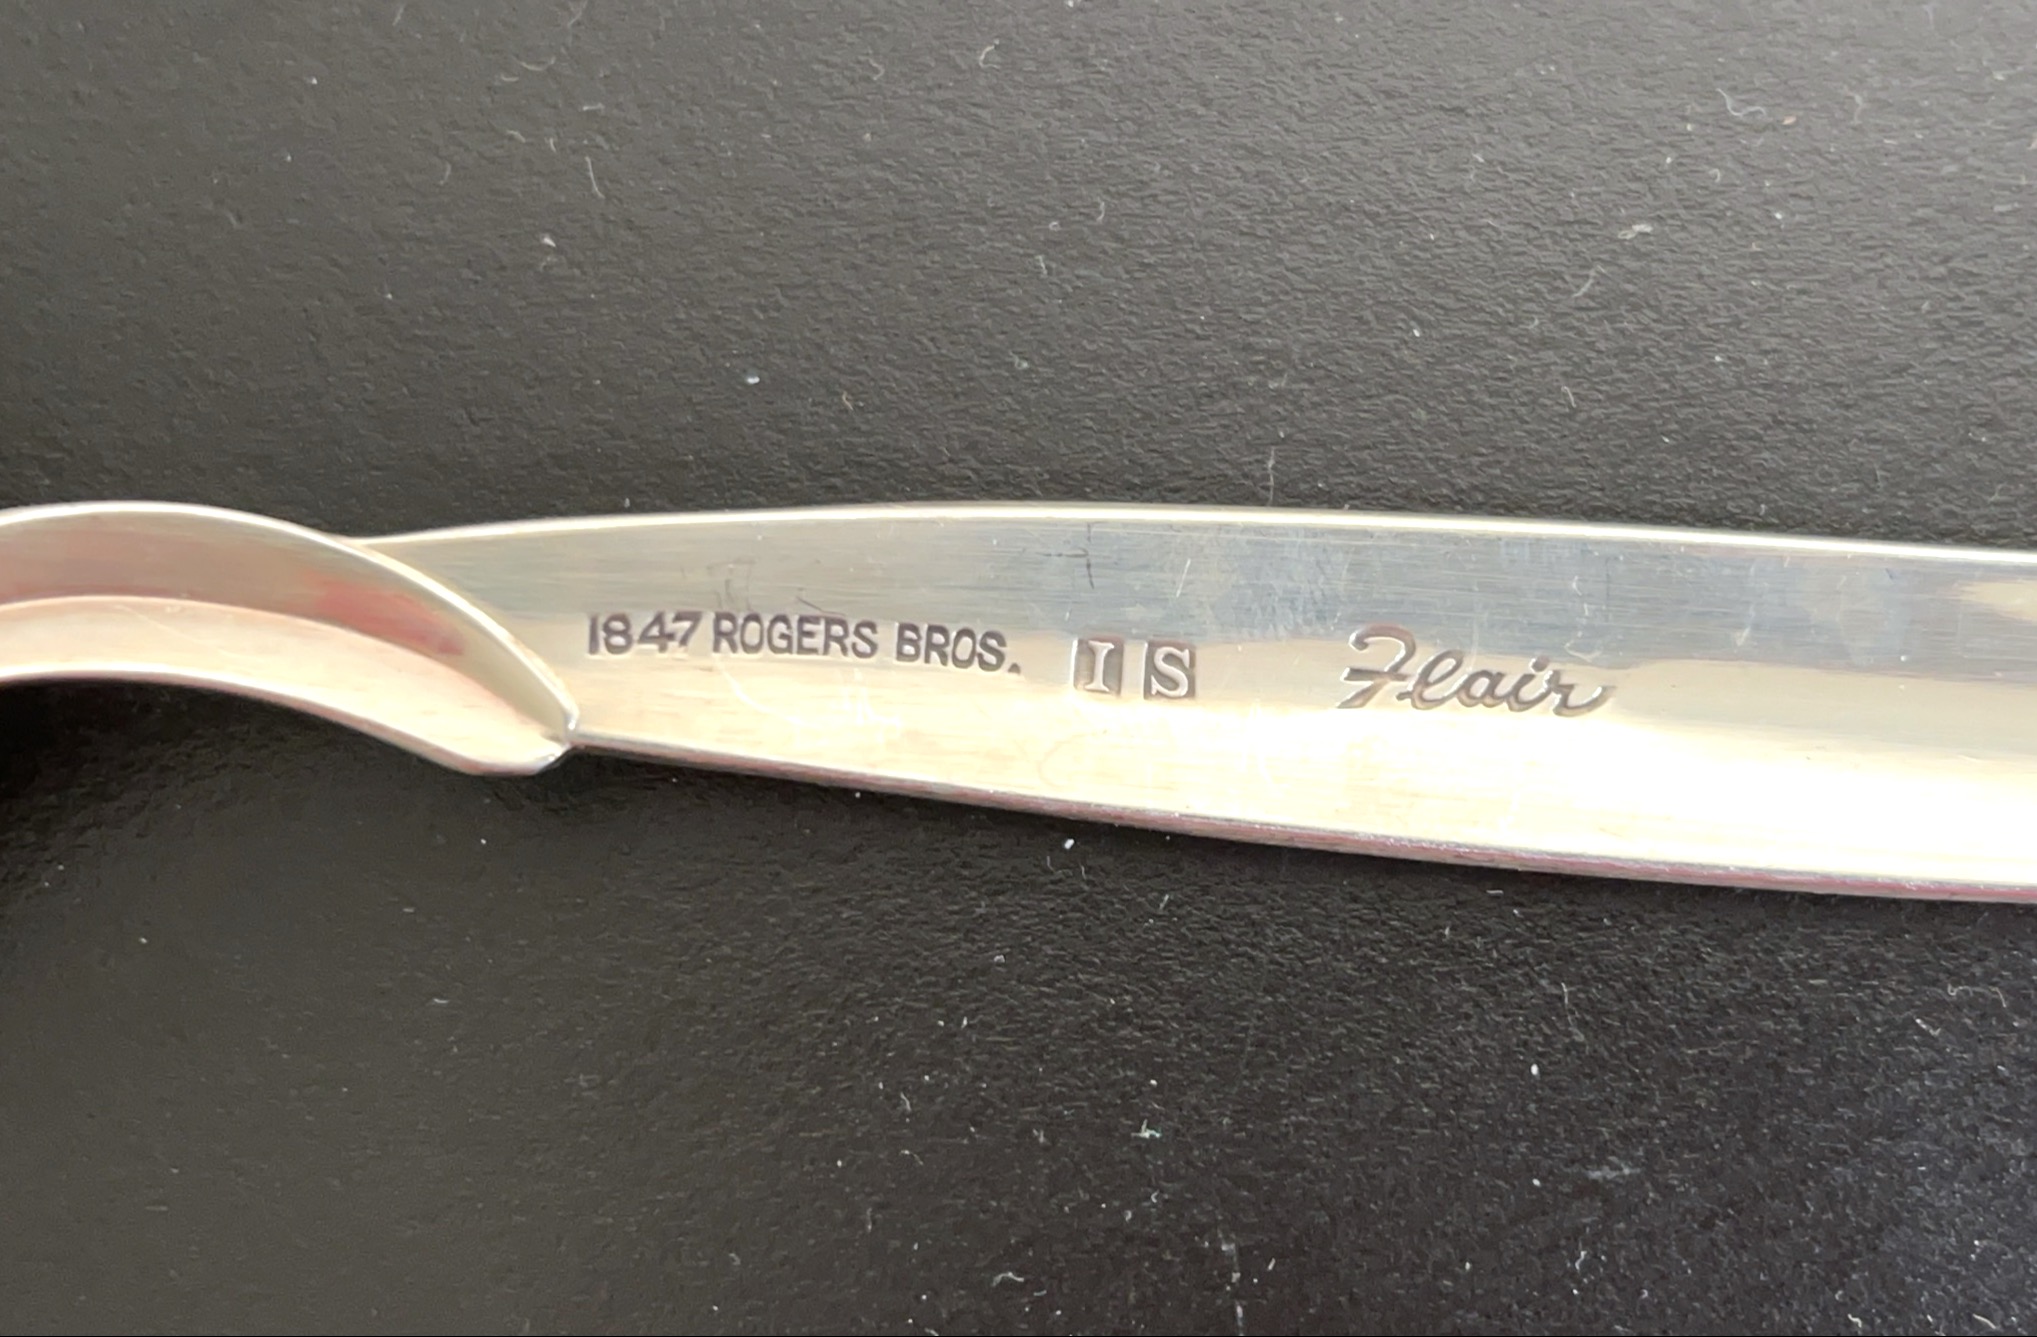 1847 ROGERS BROS. I S Flair